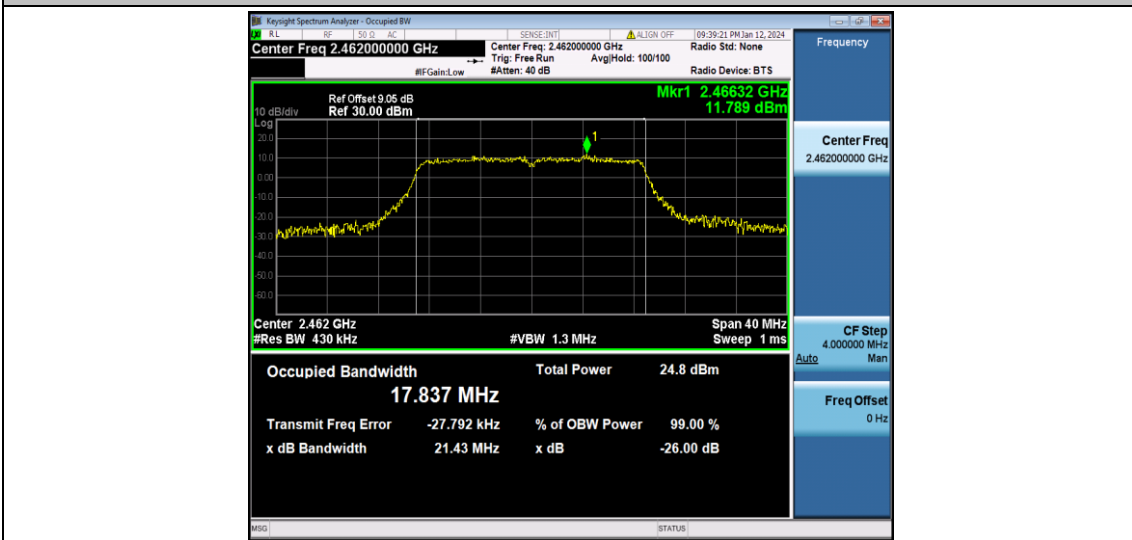 Keysight Spectrum Analyzer - Occupied BW
RL RF 50 Ω AC SENSE:INT ALIGN OFF 09:39:21 PM Jan 12, 2024
Center Freq 2.462000000 GHz
Center Freq: 2.462000000 GHz Radio Std: None
Trig: Free Run Avg|Hold: 100/100
#IFGain:Low #Atten: 40 dB Radio Device: BTS
Frequency
Mkr1 2.46632 GHz
11.789 dBm
Ref Offset 9.05 dB
10 dB/div Ref 30.00 dBm
Log
20.0
10.0
0.00
-10.0
-20.0
-30.0
-40.0
-50.0
-60.0
1
Center 2.462 GHz Span 40 MHz
#Res BW 430 kHz #VBW 1.3 MHz Sweep 1 ms
Center Freq
2.462000000 GHz
CF Step
4.000000 MHz
Auto Man
Freq Offset
0 Hz
Occupied Bandwidth Total Power 24.8 dBm
17.837 MHz
Transmit Freq Error -27.792 kHz % of OBW Power 99.00 %
x dB Bandwidth 21.43 MHz x dB -26.00 dB
MSG STATUS